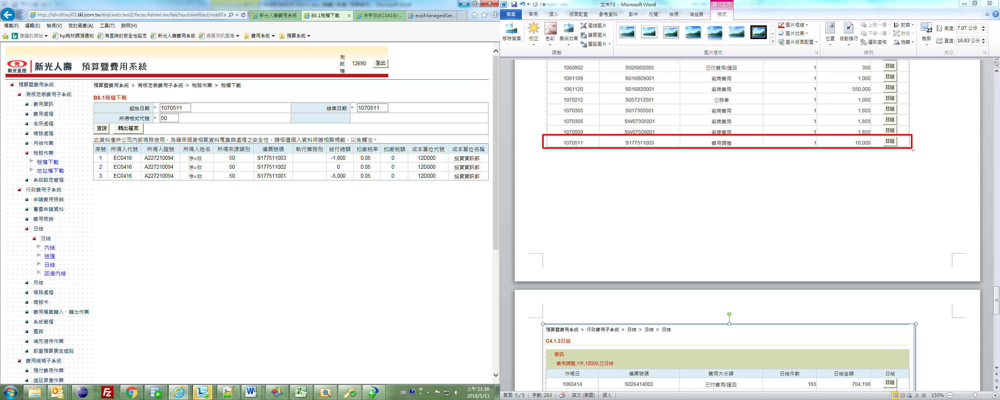 http://idrx86ap01.skl.com.tw/exp.web.test2/faces/kernel/ae/tax/taxdownload/readTa
新光人壽費用系統
B6.1稅檔下載
涂宇欣(EC0416)-...
expManagedSer...
檔案(F) 編輯(E) 檢視(V) 我的最愛(A) 工具(T) 說明(H)
建議的網站 hp耗材調漲通知 有風險的安全性設定 新光人壽費用系統 網頁快訊圖庫 費用系統 預算系統
新光金控 新光人壽 預算暨費用系統
測試機 12690 登出
預算暨費用系統
有核定表費用子系統
費用資訊
費用處理
名冊處理
帳務處理
月結作業
稅務作業
稅檔下載
地址檔下載
系統設定管理
行政費用子系統
申請費用核銷
審查申請資料
費用核銷
日結
日結
內結
送匯
日結
回復內結
月結
帳務處理
商務卡
費用檔案轉入、轉出作業
系統管理
查詢
補充健保作業
部室預算實支追蹤
費用總帳子系統
預付費用作業
遞延資產作業
預算暨費用系統 > 有核定表費用子系統 > 稅務作業 > 稅檔下載
B6.1稅檔下載
起始日期 * 1070511 結束日期 * 1070511
所得格式代號 * 50
查詢 轉出檔案
此資料僅供公司內部帳務使用，為確保個資相關資料蒐集與處理之安全性，請恪遵個人資料保護相關規範，以免觸法。
序號 所得人代號 所得人證號 所得人姓名 所得來源類別 傳票號碼 執行業務別 給付總額 扣繳稅率 扣繳稅額 成本單位代號 成本單位名稱
1 EC0416 A227210094 涂○欣 50 S177511003 -1,800 0.05 0 12D000 投資資訊部
2 EC0416 A227210094 涂○欣 50 S177511002 0 0.05 0 12D000 投資資訊部
3 EC0416 A227210094 涂○欣 50 S177511001 -5,000 0.05 0 12D000 投資資訊部
上午 11:36
2018/5/11
文件73 - Microsoft Word
圖片工具
檔案 常用 插入 版面配置 參考資料 郵件 校閱 檢視 增益集 格式
移除背景 校正 色彩 美術效果 壓縮圖片 變更圖片 重設圖片
調整
圖片樣式
圖片框線 圖片效果 圖片版面配置
位置 自動換行 上移一層 下移一層 選取窗格 對齊 群組 旋轉
排列
裁剪 高度: 7.07 公分
寬度: 16.83 公分
大小
1060802 S026802005 已付費用/匯回 1 300 日結
1061109 S016B09001 廠商費用 1 1,000 日結
1061120 S016B20001 廠商費用 1 550,000 日結
1070212 S057212001 公務車 1 1,000 日結
1070305 S017305001 廠商費用 1 1,855 日結
1070305 SW07305001 廠商費用 1 1,855 日結
1070509 SW07509001 廠商費用 1 1,855 日結
1070511 S177511003 費用調整 1 10,000 日結
預算暨費用系統 > 行政費用子系統 > 日結 > 日結 > 日結
C4.1.3日結
資訊
費用調整,1件,10000,已日結
作帳日 傳票號碼 費用大分類 日結件數 日結金額 日結
1060414 S026414002 已付費用/匯回 183 704,198 日結
頁面: 5 / 5 字數: 263 英文 (美國) 插入 150%